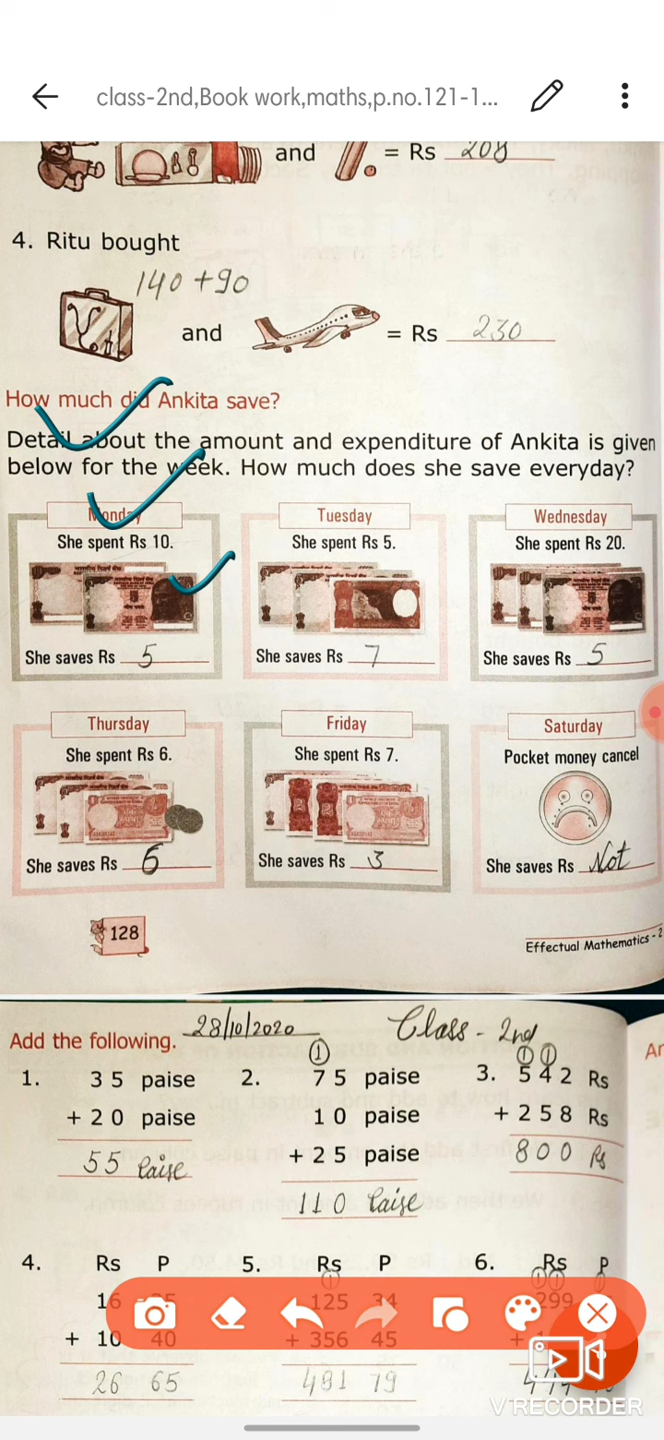 class-2nd,Book work,maths,p.no.121-1...
and = Rs 208
4. Ritu bought
140 +90
and = Rs 230
How much did Ankita save?
Detail about the amount and expenditure of Ankita is given
below for the week. How much does she save everyday?
Monday Tuesday Wednesday
She spent Rs 10. She spent Rs 5. She spent Rs 20.
She saves Rs 5 She saves Rs 7 She saves Rs 5
Thursday Friday Saturday
She spent Rs 6. She spent Rs 7. Pocket money cancel
She saves Rs 6 She saves Rs 3 She saves Rs Not
128
Effectual Mathematics - 2
Add the following. 28/10/2020 Class - 2nd
1 1 1
1. 35 paise 2. 75 paise 3. 542 Rs
+ 20 paise 10 paise + 258 Rs
55 Paise + 25 paise 800 Rs
110 Paise
4. Rs P 5. Rs P 6. Rs P
16 125 34 299
+ 10 40 + 356 45 +
26 65 481 79
V RECORDER